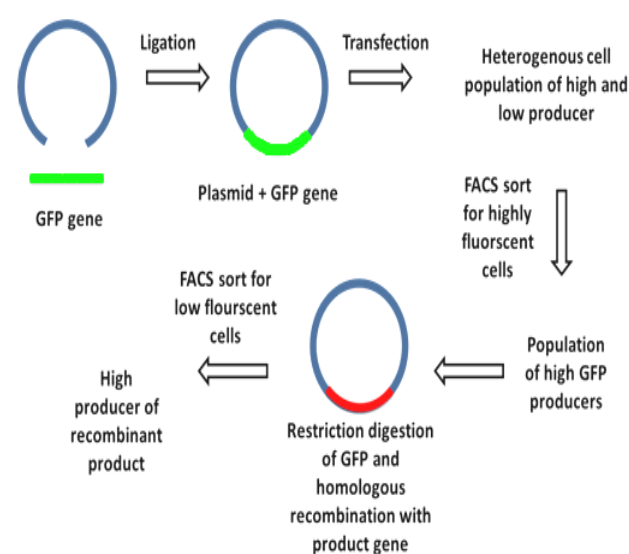 Ligation
Transfection
Heterogenous cell
population of high and
low producer
GFP gene
Plasmid + GFP gene
FACS sort
for highly
fluorscent
cells
Population
of high GFP
producers
Restriction digestion
of GFP and
homologous
recombination with
product gene
FACS sort for
low flourscent
cells
High
producer of
recombinant
product